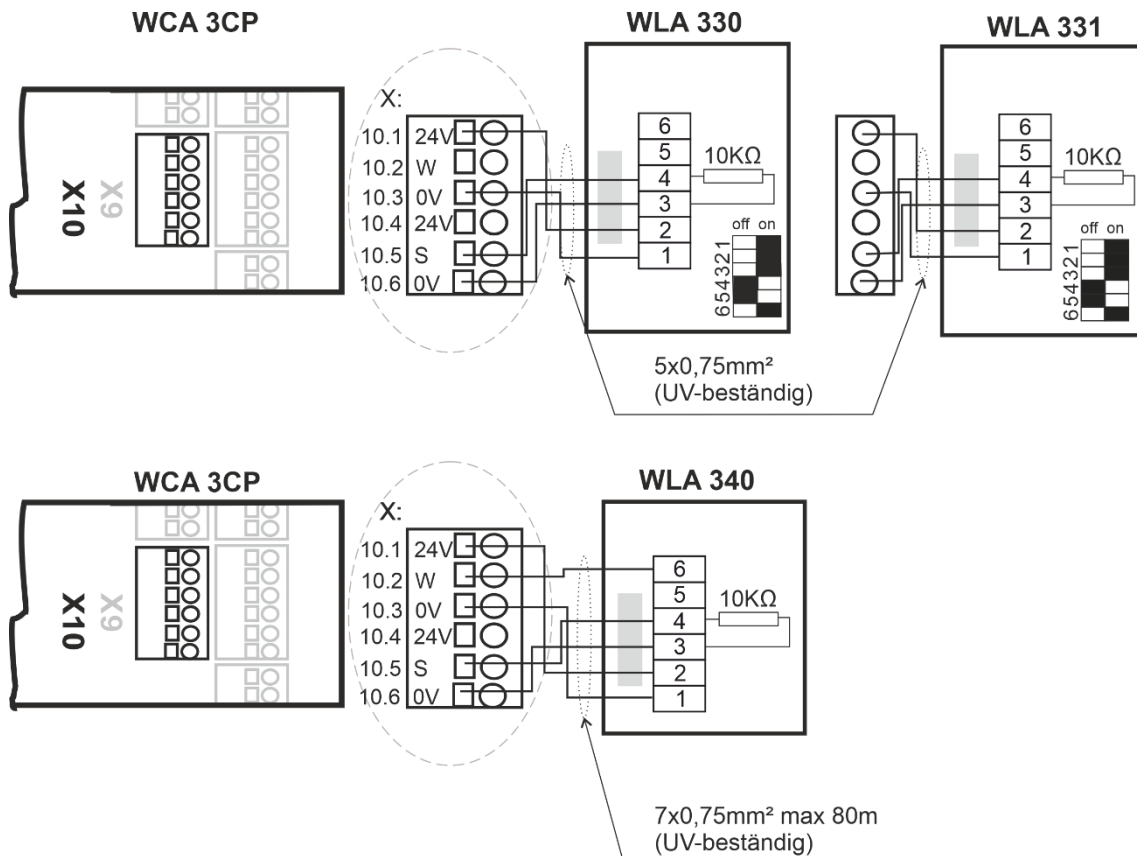 WCA 3CP
WLA 330
WLA 331
X10
X9
X:
10.1 24V
10.2 W
10.3 0V
10.4 24V
10.5 S
10.6 0V
6
5
4
3
2
1
10KΩ
off on
654321
6
5
4
3
2
1
10KΩ
off on
654321
5x0,75mm²
(UV-beständig)
WCA 3CP
WLA 340
X10
X9
X:
10.1 24V
10.2 W
10.3 0V
10.4 24V
10.5 S
10.6 0V
6
5
4
3
2
1
10KΩ
7x0,75mm² max 80m
(UV-beständig)